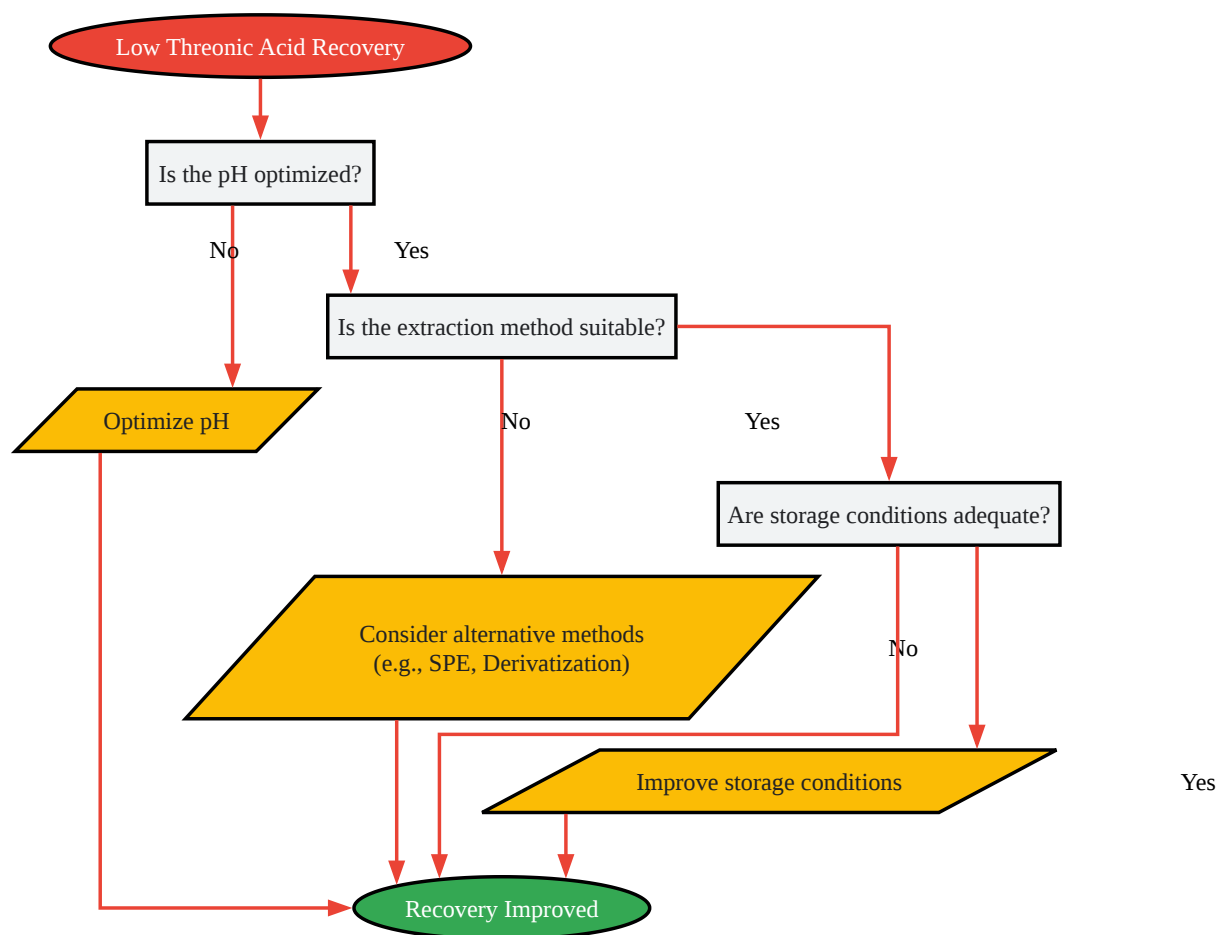 Low Threonic Acid Recovery
Is the pH optimized?
No
Yes
Is the extraction method suitable?
Optimize pH
No
Yes
Are storage conditions adequate?
Consider alternative methods
(e.g., SPE, Derivatization)
No
Improve storage conditions
Yes
Recovery Improved